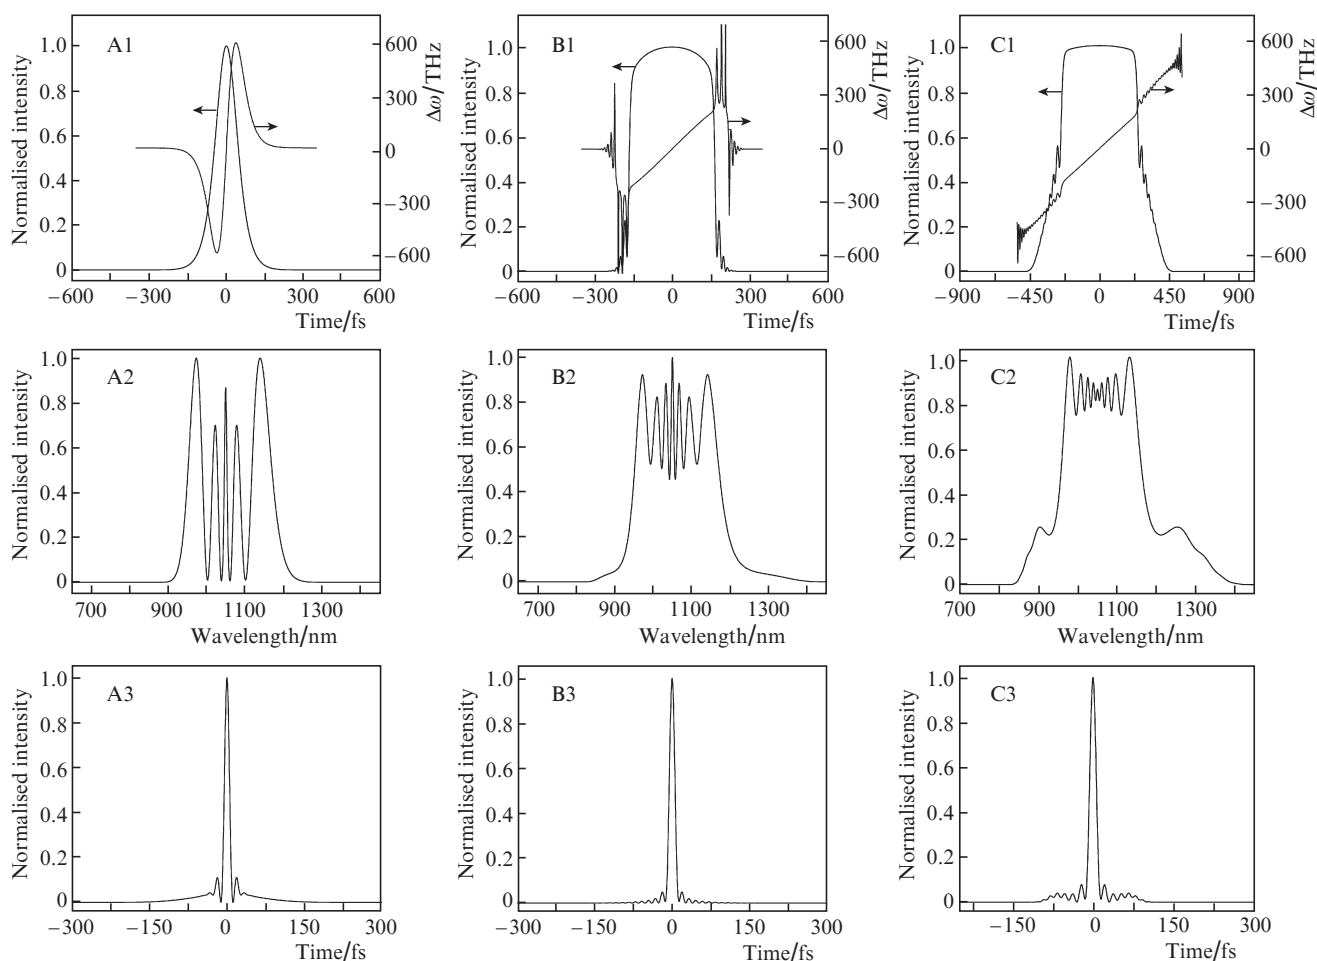 A1
Normalised intensity
1.0
0.8
0.6
0.4
0.2
0
600
300
0
−300
−600
Δω/THz
−600 −300 0 300 600
Time/fs
B1
Normalised intensity
1.0
0.8
0.6
0.4
0.2
0
600
300
0
−300
−600
Δω/THz
−600 −300 0 300 600
Time/fs
C1
Normalised intensity
1.0
0.8
0.6
0.4
0.2
0
600
300
0
−300
−600
Δω/THz
−900 −450 0 450 900
Time/fs
A2
Normalised intensity
1.0
0.8
0.6
0.4
0.2
0
700 900 1100 1300
Wavelength/nm
B2
Normalised intensity
1.0
0.8
0.6
0.4
0.2
0
700 900 1100 1300
Wavelength/nm
C2
Normalised intensity
1.0
0.8
0.6
0.4
0.2
0
700 900 1100 1300
Wavelength/nm
A3
Normalised intensity
1.0
0.8
0.6
0.4
0.2
0
−300 −150 0 150 300
Time/fs
B3
Normalised intensity
1.0
0.8
0.6
0.4
0.2
0
−300 −150 0 150 300
Time/fs
C3
Normalised intensity
1.0
0.8
0.6
0.4
0.2
0
−150 0 150 300
Time/fs